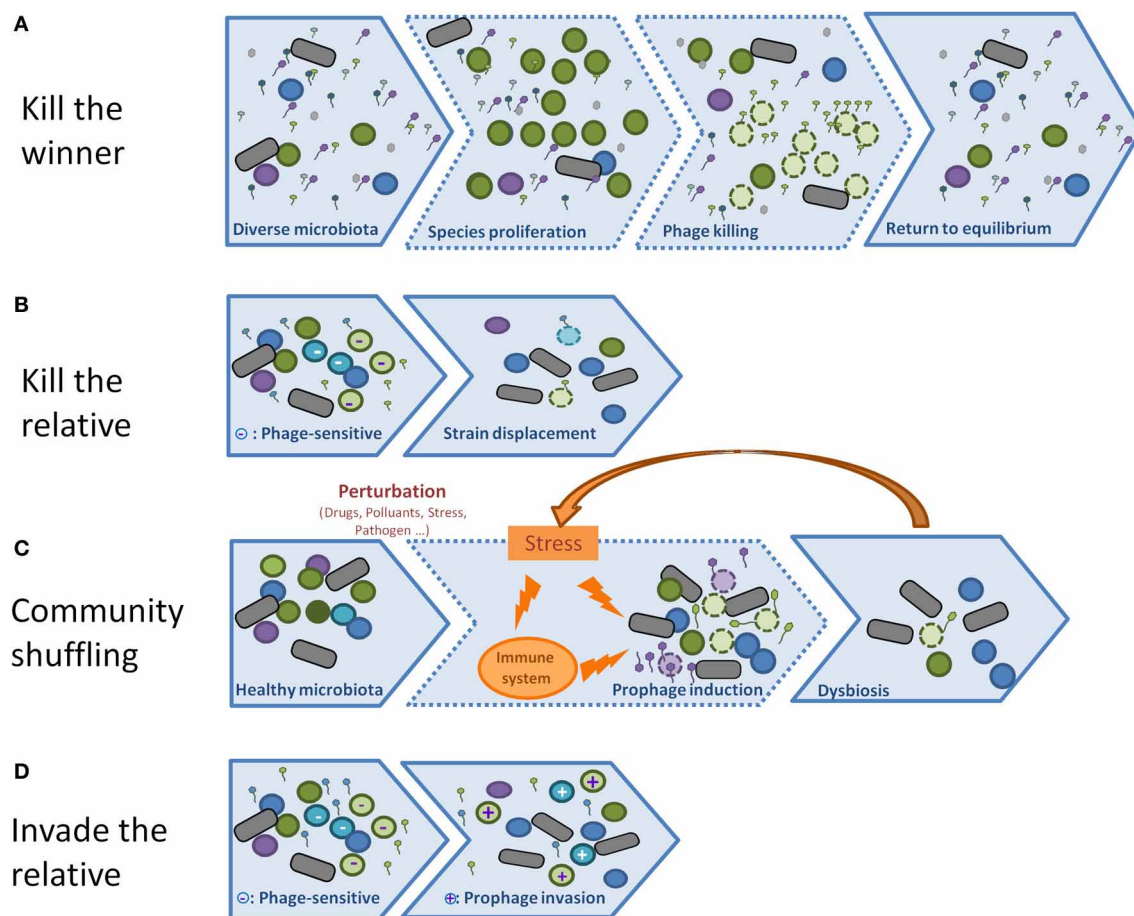 A
Kill the
winner
Diverse microbiota
Species proliferation
Phage killing
Return to equilibrium
B
Kill the
relative
⊖ : Phage-sensitive
Strain displacement
Perturbation
(Drugs, Polluants, Stress,
Pathogen ...)
C
Community
shuffling
Stress
Immune
system
Healthy microbiota
Prophage induction
Dysbiosis
D
Invade the
relative
⊖: Phage-sensitive
⊕: Prophage invasion